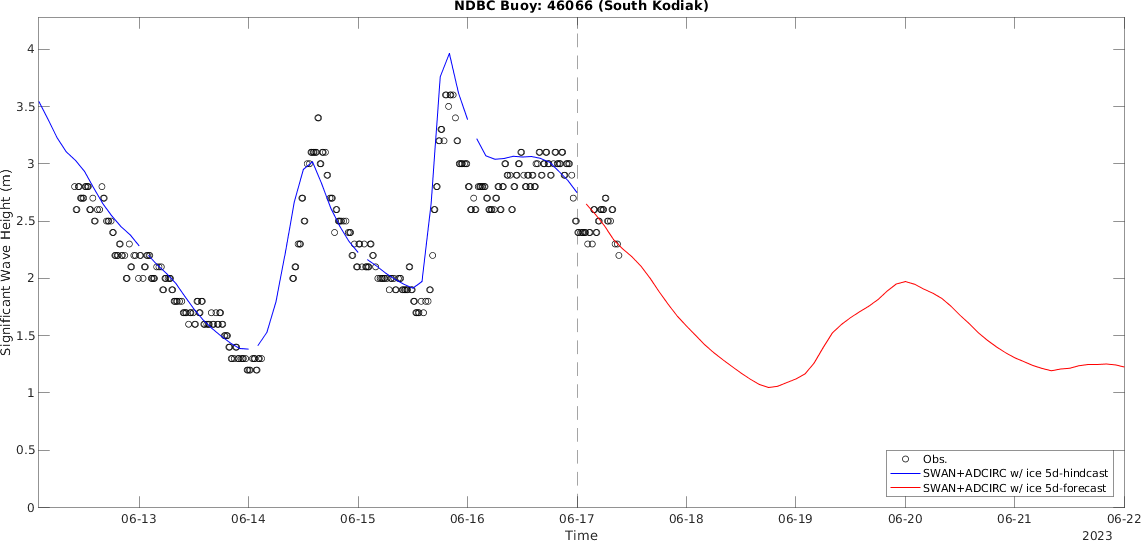 NDBC Buoy: 46066 (South Kodiak)
Significant Wave Height (m)
4
3.5
3
2.5
2
1.5
1
0.5
0
Obs.
SWAN+ADCIRC w/ ice 5d-hindcast
SWAN+ADCIRC w/ ice 5d-forecast
06-13 06-14 06-15 06-16 06-17 06-18 06-19 06-20 06-21 06-22
Time
2023